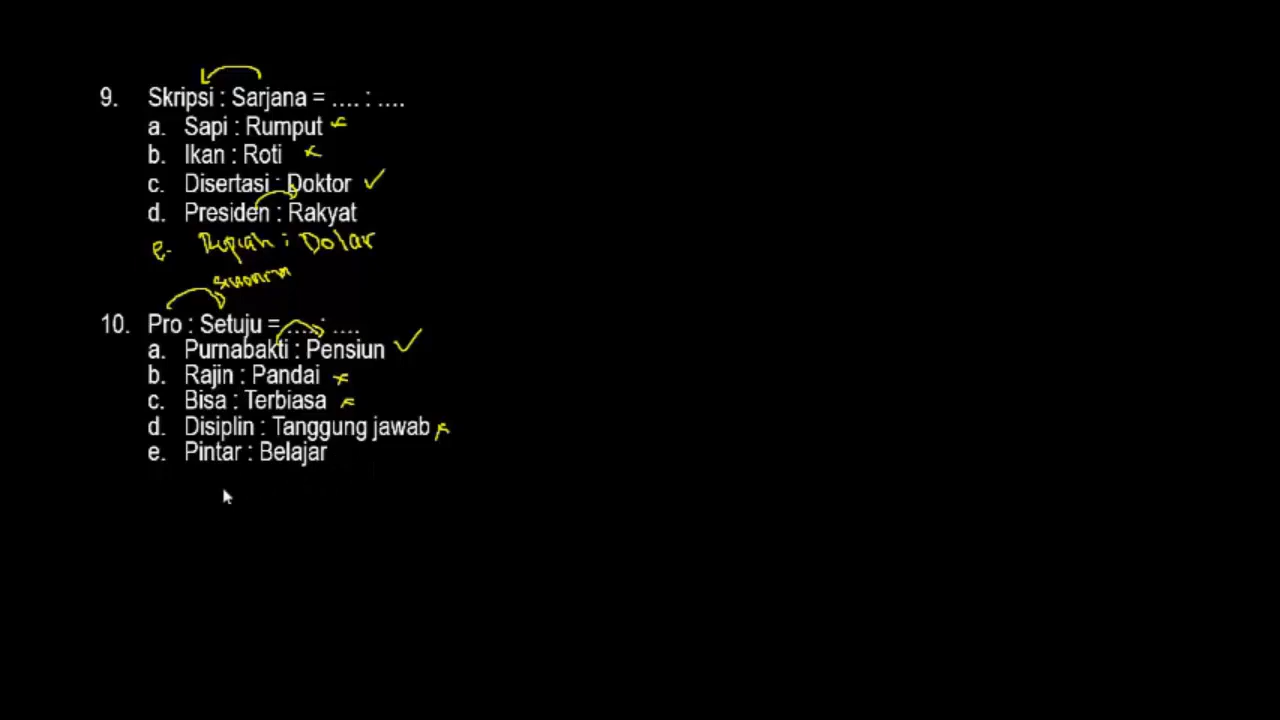 9. Skripsi : Sarjana = .... : ....
a. Sapi : Rumput
b. Ikan : Roti
c. Disertasi : Doktor
d. Presiden : Rakyat
e. Rupiah : Dolar
sinonim
10. Pro : Setuju = .... : ....
a. Purnabakti : Pensiun
b. Rajin : Pandai
c. Bisa : Terbiasa
d. Disiplin : Tanggung jawab
e. Pintar : Belajar